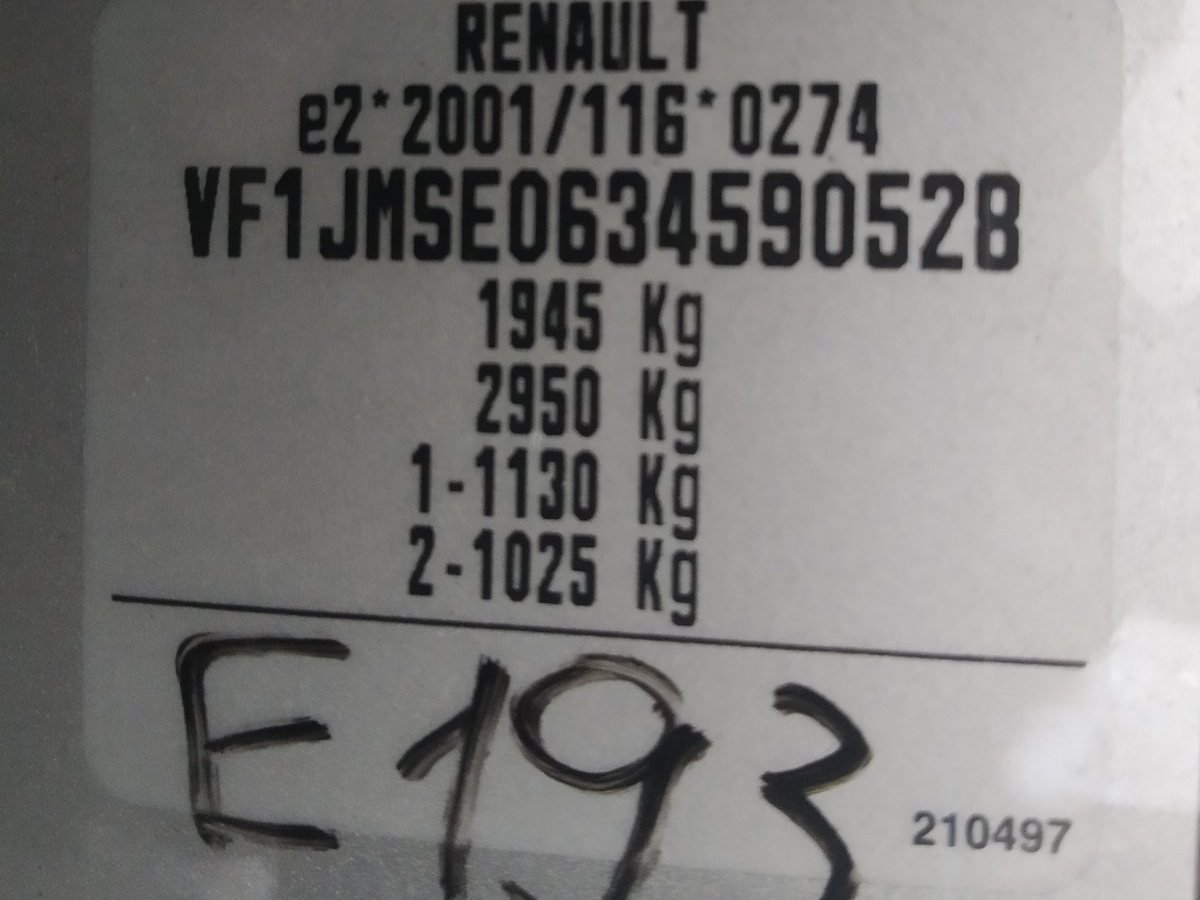 RENAULT
e2*2001/116*0274
VF1JMSE0634590528
1945 Kg
2950 Kg
1-1130 Kg
2-1025 Kg
E193
210497